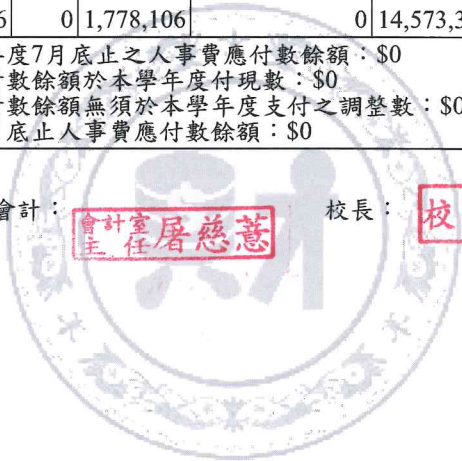 6 0 1,778,106 0 14,573,3
度7月底止之人事費應付數餘額：$0
數餘額於本學年度付現數：$0
數餘額無須於本學年度支付之調整數：$0
底止人事費應付數餘額：$0
會計： 會計室主任 屠慈薏 校長： 校